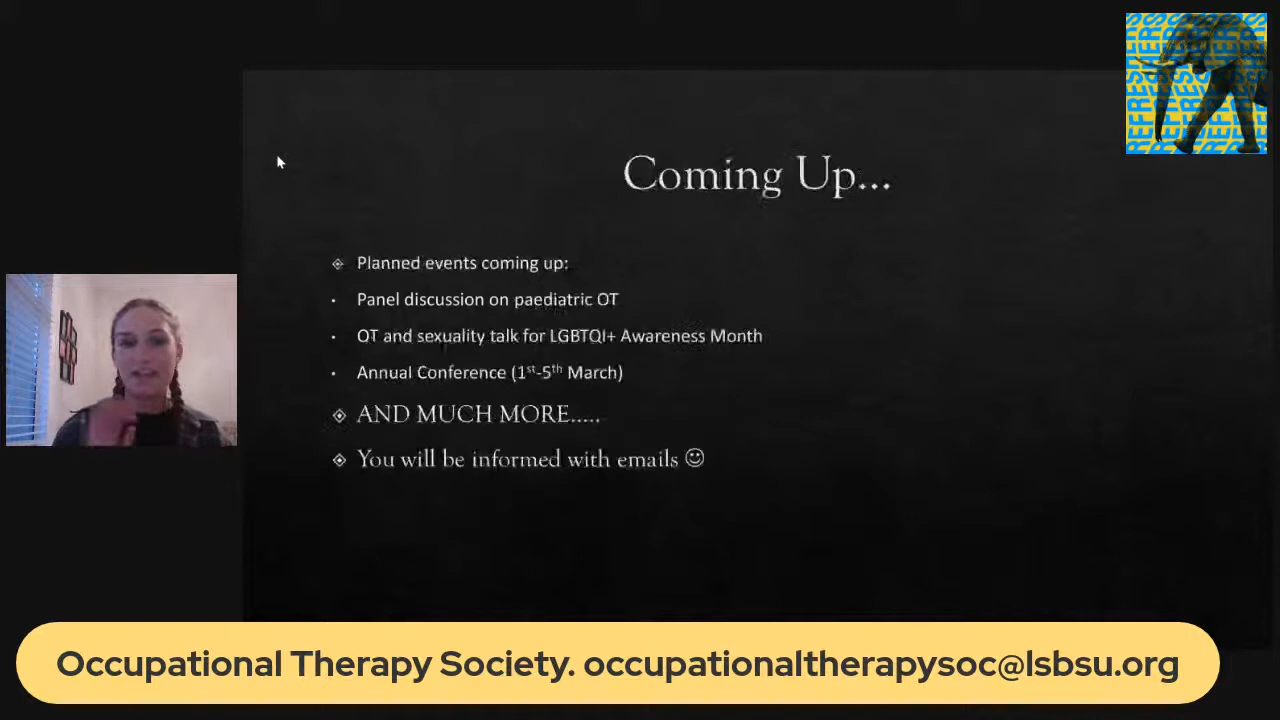 Coming Up...
Planned events coming up:
Panel discussion on paediatric OT
OT and sexuality talk for LGBTQI+ Awareness Month
Annual Conference (1st-5th March)
AND MUCH MORE.....
You will be informed with emails ☺
REFRESHERS
Occupational Therapy Society. occupationaltherapysoc@lsbsu.org